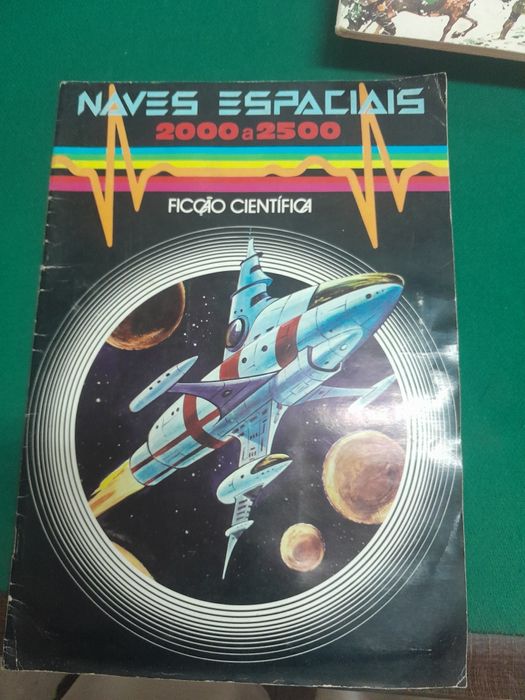 NAVES ESPACIAIS
2000 a 2500
FICÇÃO CIENTÍFICA